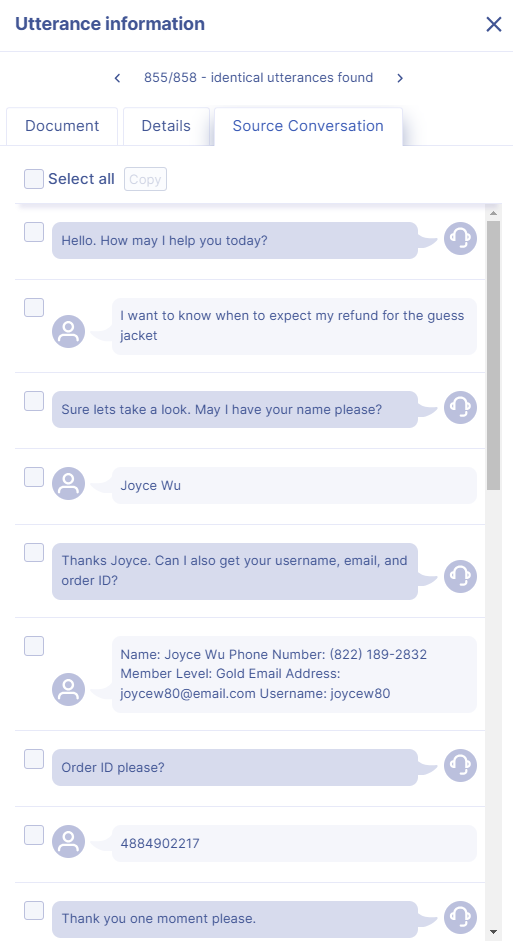 Utterance information
855/858 - identical utterances found
Document Details Source Conversation
Select all Copy
Hello. How may I help you today?
I want to know when to expect my refund for the guess
jacket
Sure lets take a look. May I have your name please?
Joyce Wu
Thanks Joyce. Can I also get your username, email, and
order ID?
Name: Joyce Wu Phone Number: (822) 189-2832
Member Level: Gold Email Address:
joycew80@email.com Username: joycew80
Order ID please?
4884902217
Thank you one moment please.